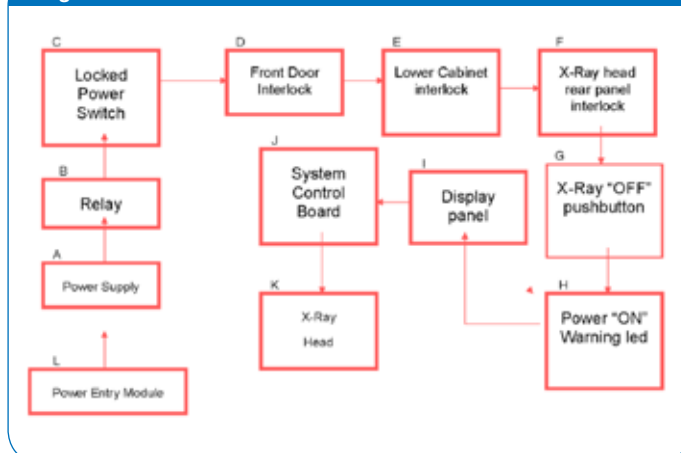 C
Locked
Power
Switch
D
Front Door
Interlock
E
Lower Cabinet
interlock
F
X-Ray head
rear panel
interlock
G
X-Ray “OFF”
pushbutton
J
System
Control
Board
I
Display
panel
B
Relay
A
Power Supply
K
X-Ray
Head
H
Power “ON”
Warning led
L
Power Entry Module